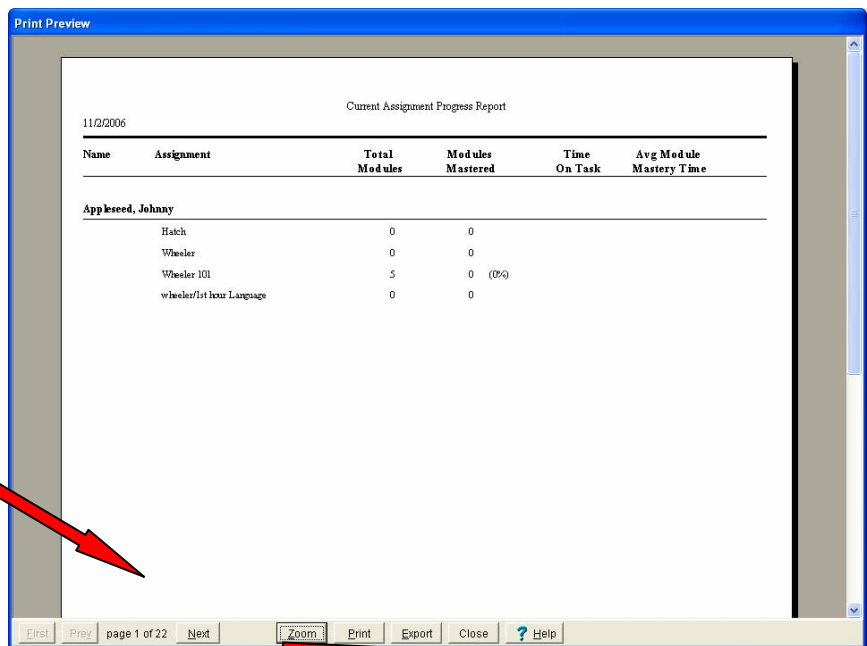 Print Preview
Current Assignment Progress Report
11/2/2006
Name Assignment Total Modules Modules Mastered Time On Task Avg Module Mastery Time
Appleseed, Johnny
Hatch 0 0
Wheeler 0 0
Wheeler 101 5 0 (0%)
wheeler/1st hour Language 0 0
First Prev page 1 of 22 Next Zoom Print Export Close ? Help